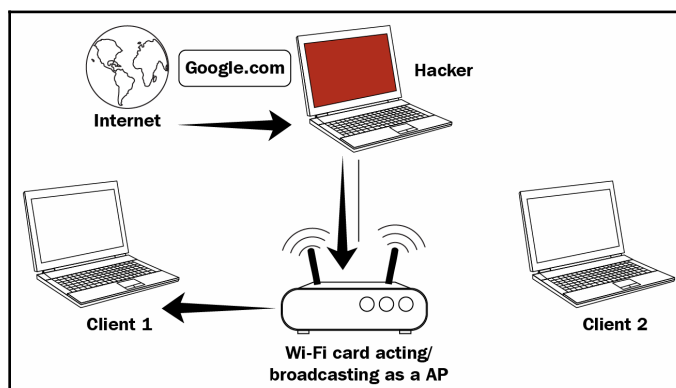 Google.com
Hacker
Internet
Client 1
Client 2
Wi-Fi card acting/
broadcasting as a AP